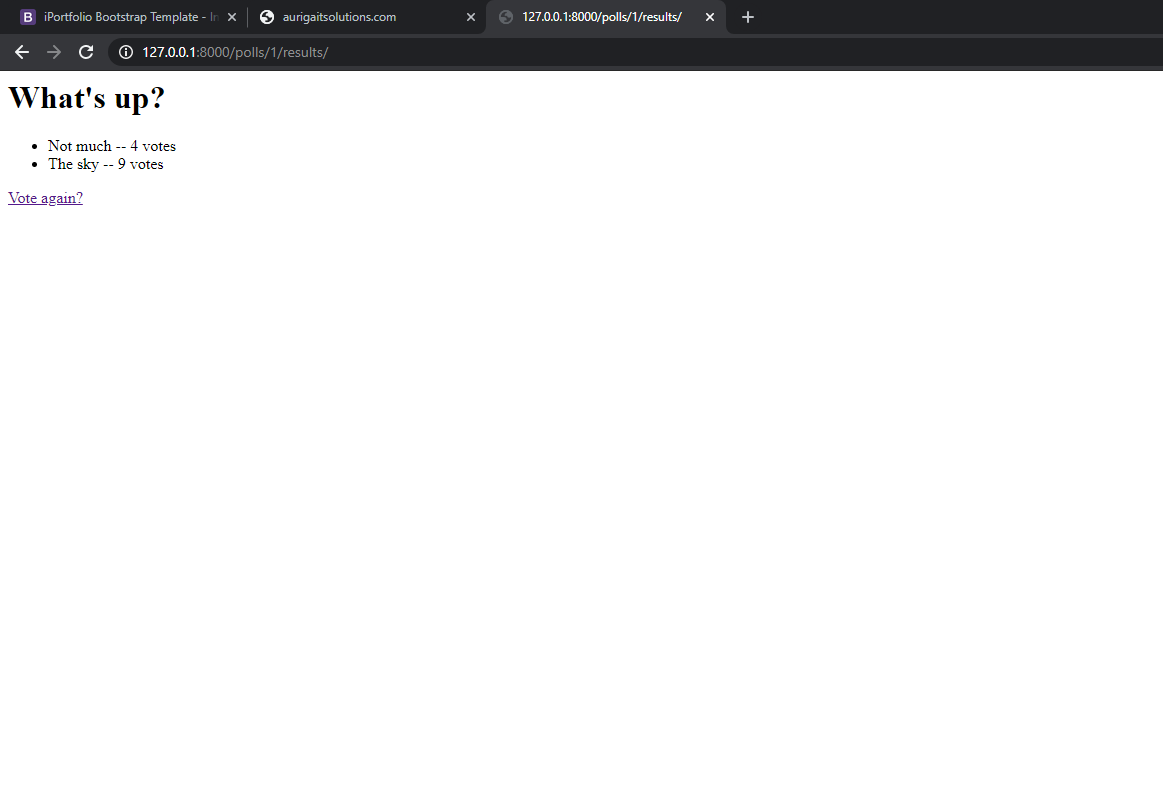 B iPortfolio Bootstrap Template - In
aurigaitsolutions.com
127.0.0.1:8000/polls/1/results/
127.0.0.1:8000/polls/1/results/
What's up?
Not much -- 4 votes
The sky -- 9 votes
Vote again?